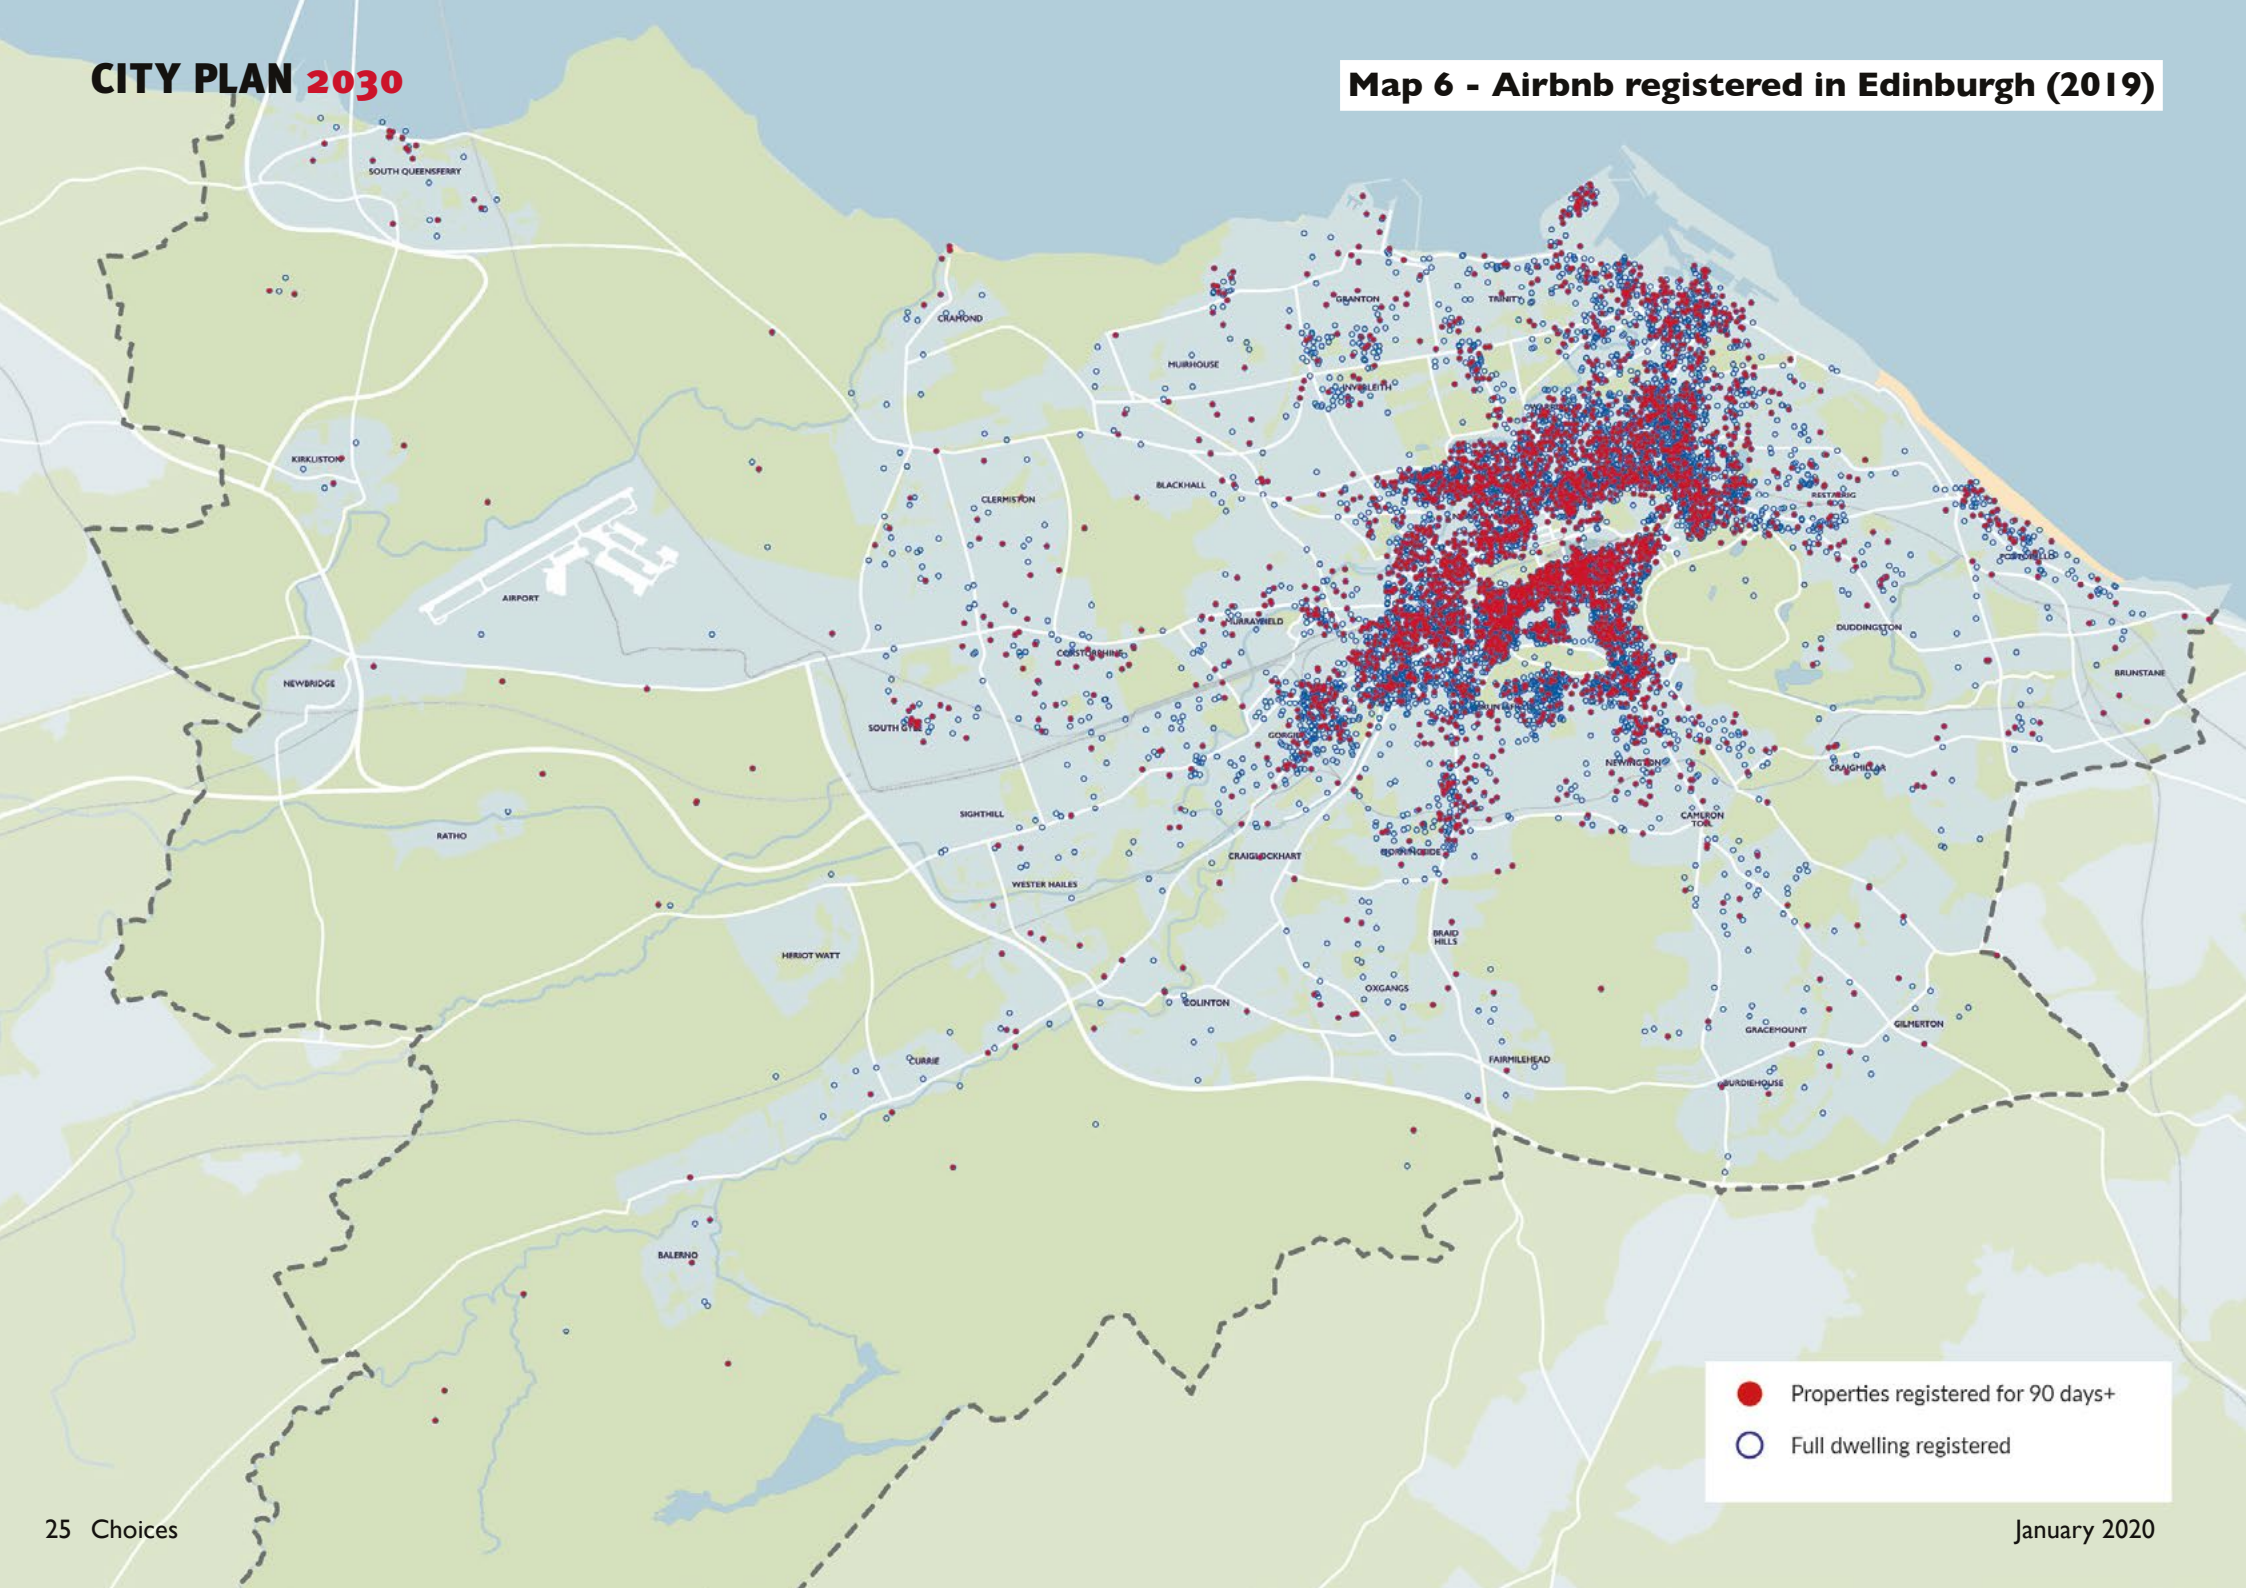 CITY PLAN 2030
Map 6 - Airbnb registered in Edinburgh (2019)
SOUTH QUEENSFERRY
GRANTON
TRINITY
CRAMOND
MUIRHOUSE
INVERLEITH
KIRKLISTON
BLACKHALL
CLERMISTON
RESTALRIG
PORTOBELLO
AIRPORT
MURRAYFIELD
DUDDINGSTON
CORSTORPHINE
BRUNSTANE
NEWBRIDGE
SOUTH GYLE
GORGIE
NEWINGTON
CRAIGMILLAR
SIGHTHILL
CAMERON
TOLL
RATHO
CRAIGLOCKHART
MORNINGSIDE
WESTER HAILES
BRAID
HILLS
HERIOT WATT
OXGANGS
COLINTON
GRACEMOUNT
GILMERTON
CURRIE
FAIRMILEHEAD
BURDIEHOUSE
BALERNO
Properties registered for 90 days+
Full dwelling registered
25 Choices
January 2020